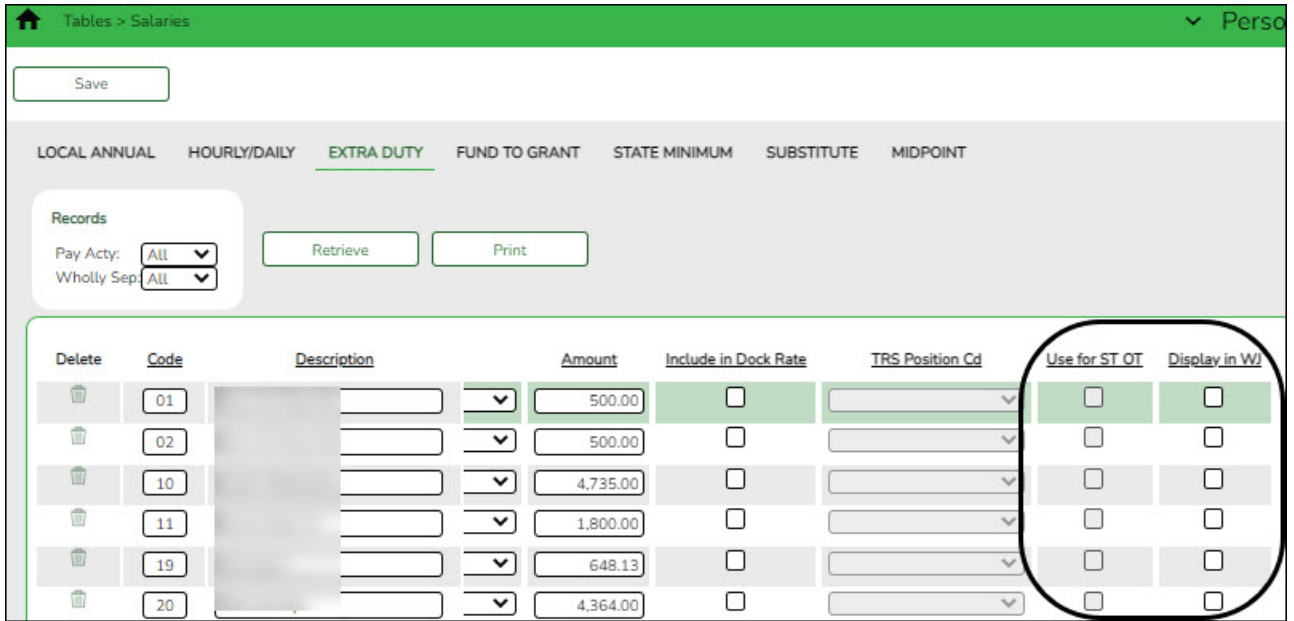 Tables > Salaries Perso
Save
LOCAL ANNUAL HOURLY/DAILY EXTRA DUTY FUND TO GRANT STATE MINIMUM SUBSTITUTE MIDPOINT
Records
Pay Acty: All
Wholly Sep: All
Retrieve Print
Delete Code Description Amount Include in Dock Rate TRS Position Cd Use for ST OT Display in WJ
01 500.00
02 500.00
10 4,735.00
11 1,800.00
19 648.13
20 4,364.00